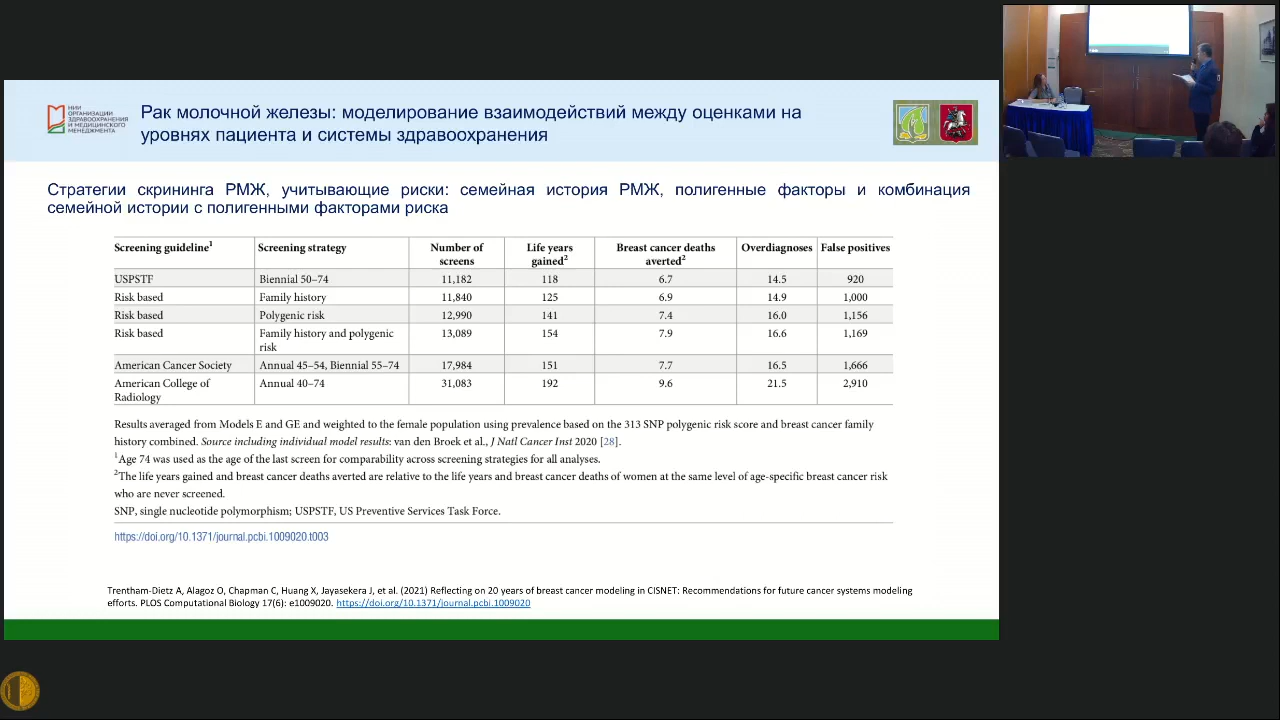 НИИ
ОРГАНИЗАЦИИ
ЗДРАВООХРАНЕНИЯ
И МЕДИЦИНСКОГО
МЕНЕДЖМЕНТА
Рак молочной железы: моделирование взаимодействий между оценками на
уровнях пациента и системы здравоохранения
Стратегии скрининга РМЖ, учитывающие риски: семейная история РМЖ, полигенные факторы и комбинация
семейной истории с полигенными факторами риска
Screening guideline¹ Screening strategy Number of screens Life years gained² Breast cancer deaths averted² Overdiagnoses False positives
USPSTF Biennial 50–74 11,182 118 6.7 14.5 920
Risk based Family history 11,840 125 6.9 14.9 1,000
Risk based Polygenic risk 12,990 141 7.4 16.0 1,156
Risk based Family history and polygenic risk 13,089 154 7.9 16.6 1,169
American Cancer Society Annual 45–54, Biennial 55–74 17,984 151 7.7 16.5 1,666
American College of Radiology Annual 40–74 31,083 192 9.6 21.5 2,910
Results averaged from Models E and GE and weighted to the female population using prevalence based on the 313 SNP polygenic risk score and breast cancer family
history combined. Source including individual model results: van den Broek et al., J Natl Cancer Inst 2020 [28].
¹Age 74 was used as the age of the last screen for comparability across screening strategies for all analyses.
²The life years gained and breast cancer deaths averted are relative to the life years and breast cancer deaths of women at the same level of age-specific breast cancer risk
who are never screened.
SNP, single nucleotide polymorphism; USPSTF, US Preventive Services Task Force.
https://doi.org/10.1371/journal.pcbi.1009020.t003
Trentham-Dietz A, Alagoz O, Chapman C, Huang X, Jayasekera J, et al. (2021) Reflecting on 20 years of breast cancer modeling in CISNET: Recommendations for future cancer systems modeling
efforts. PLOS Computational Biology 17(6): e1009020. https://doi.org/10.1371/journal.pcbi.1009020